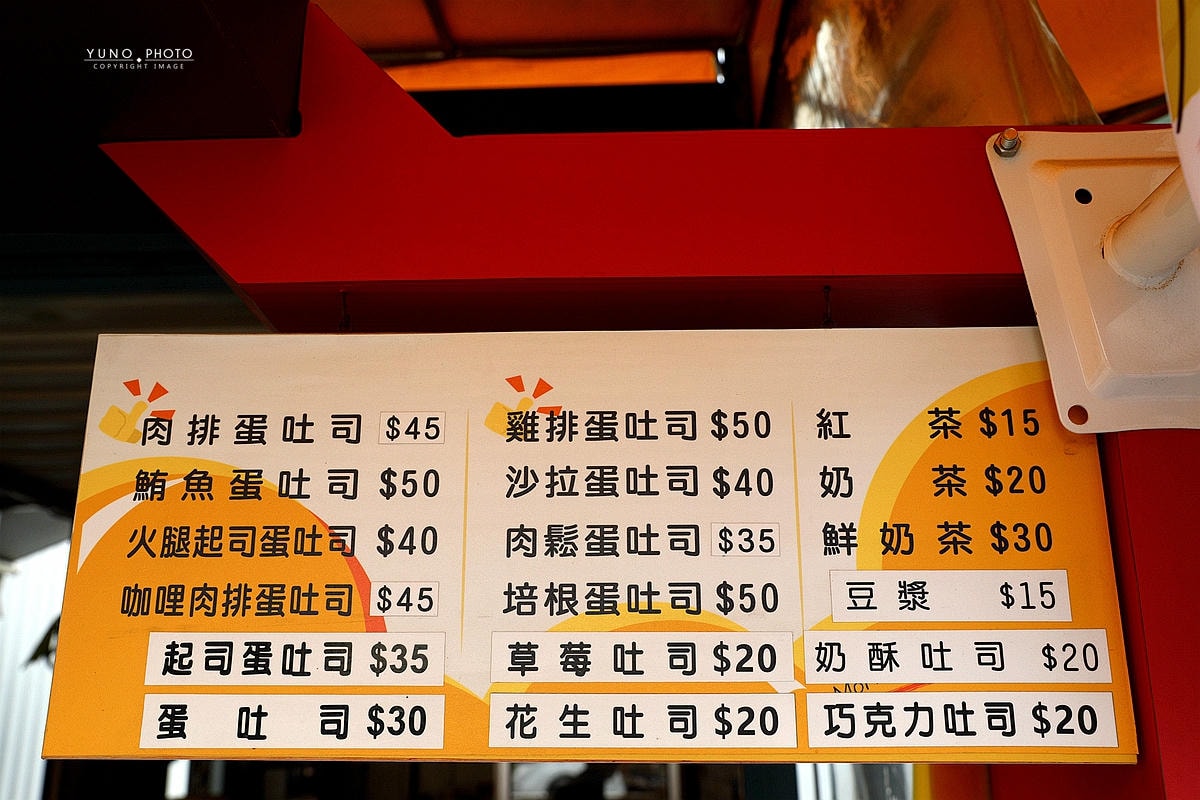 YUNO PHOTO
COPYRIGHT IMAGE
肉排蛋吐司 $45
鮪魚蛋吐司 $50
火腿起司蛋吐司 $40
咖哩肉排蛋吐司 $45
起司蛋吐司 $35
蛋吐司 $30
雞排蛋吐司 $50
沙拉蛋吐司 $40
肉鬆蛋吐司 $35
培根蛋吐司 $50
草莓吐司 $20
花生吐司 $20
紅茶 $15
奶茶 $20
鮮奶茶 $30
豆漿 $15
奶酥吐司 $20
巧克力吐司 $20